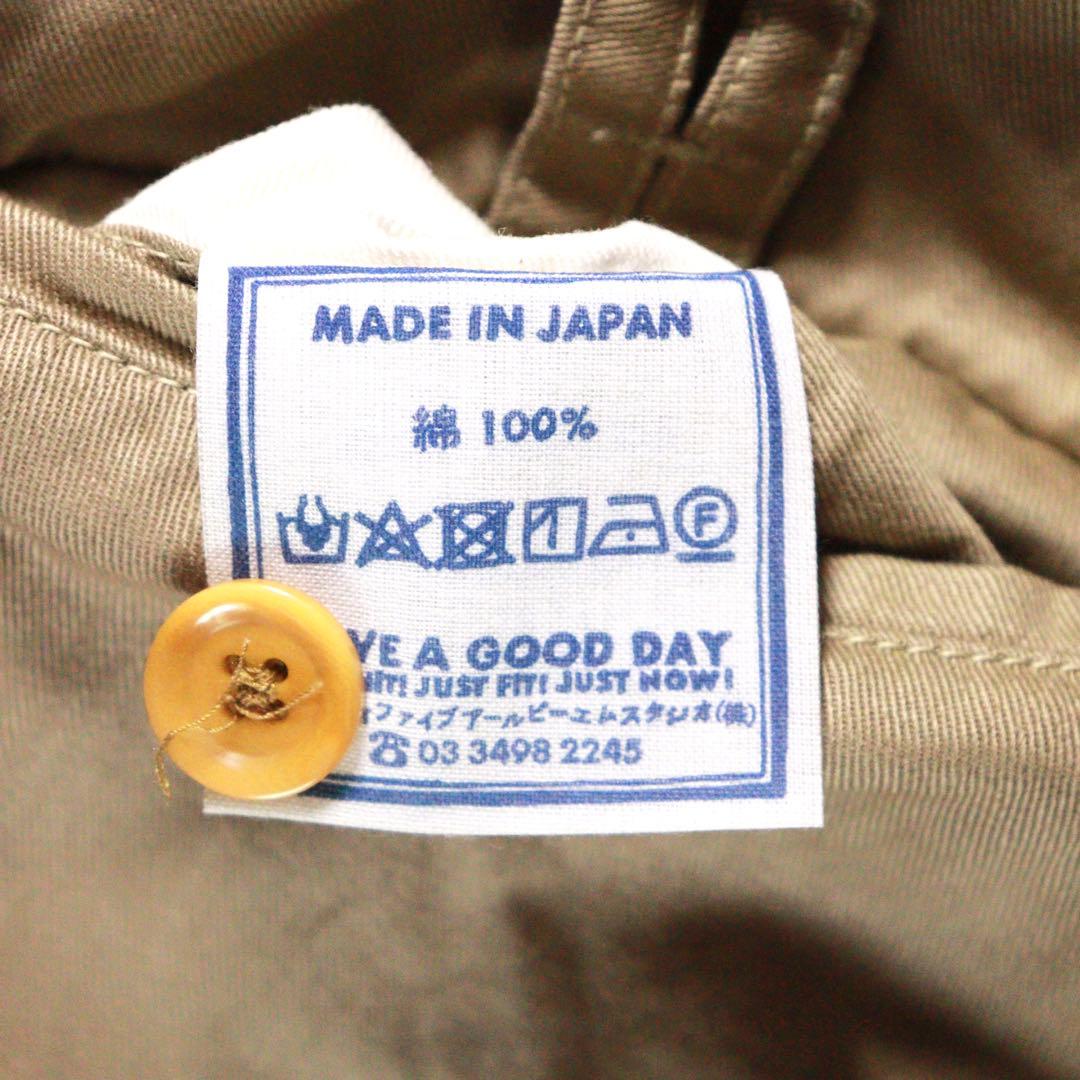 MADE IN JAPAN
綿 100%
F
A GOOD DAY
JUST FIT! JUST NOW!
ファイブアールピーエムスタジオ(株)
☎ 03 3498 2245